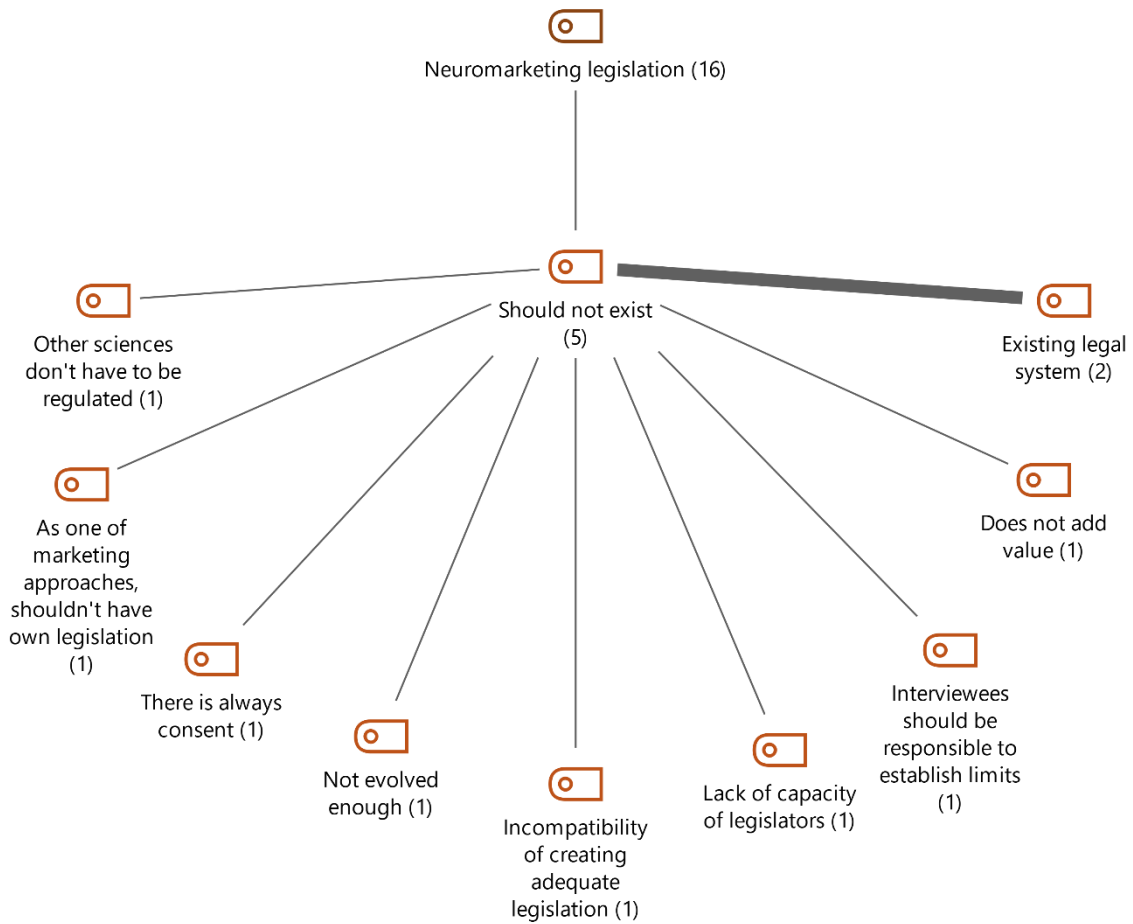 Neuromarketing legislation (16)
Should not exist
(5)
Other sciences
don't have to be
regulated (1)
Existing legal
system (2)
As one of
marketing
approaches,
shouldn't have
own legislation
(1)
Does not add
value (1)
There is always
consent (1)
Interviewees
should be
responsible to
establish limits
(1)
Not evolved
enough (1)
Lack of capacity
of legislators (1)
Incompatibility
of creating
adequate
legislation (1)